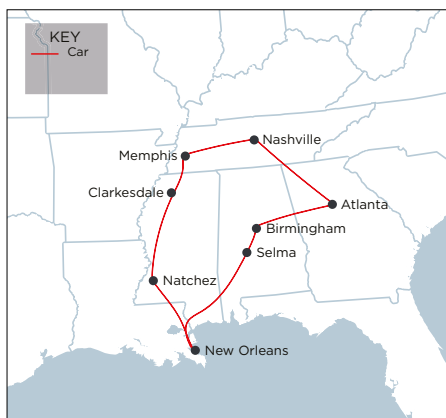 KEY
Car
Nashville
Memphis
Clarkesdale
Atlanta
Birmingham
Selma
Natchez
New Orleans